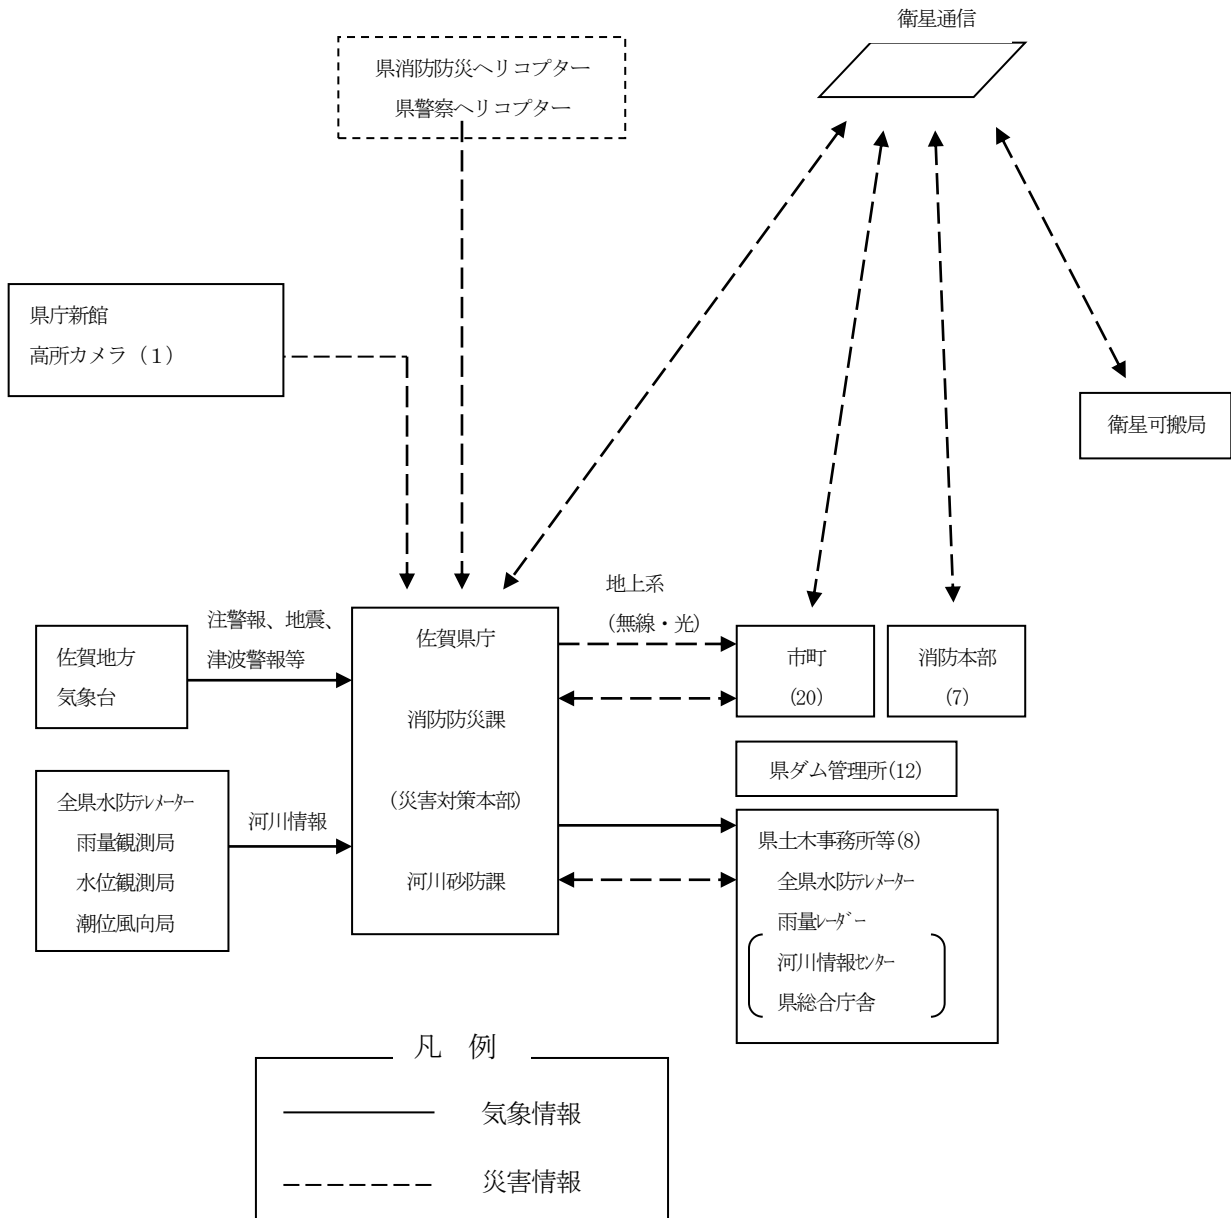 衛星通信
県消防防災ヘリコプター
県警察ヘリコプター
県庁新館
高所カメラ（１）
衛星可搬局
地上系
(無線・光)
注警報、地震、
津波警報等
佐賀地方
気象台
佐賀県庁
消防防災課
(災害対策本部)
河川砂防課
市町
(20)
消防本部
(7)
県ダム管理所(12)
全県水防ﾃﾚﾒｰﾀｰ
雨量観測局
水位観測局
潮位風向局
河川情報
県土木事務所等(8)
全県水防ﾃﾚﾒｰﾀｰ
雨量ﾚｰﾀﾞｰ
河川情報ｾﾝﾀｰ
県総合庁舎
凡　例
気象情報
災害情報